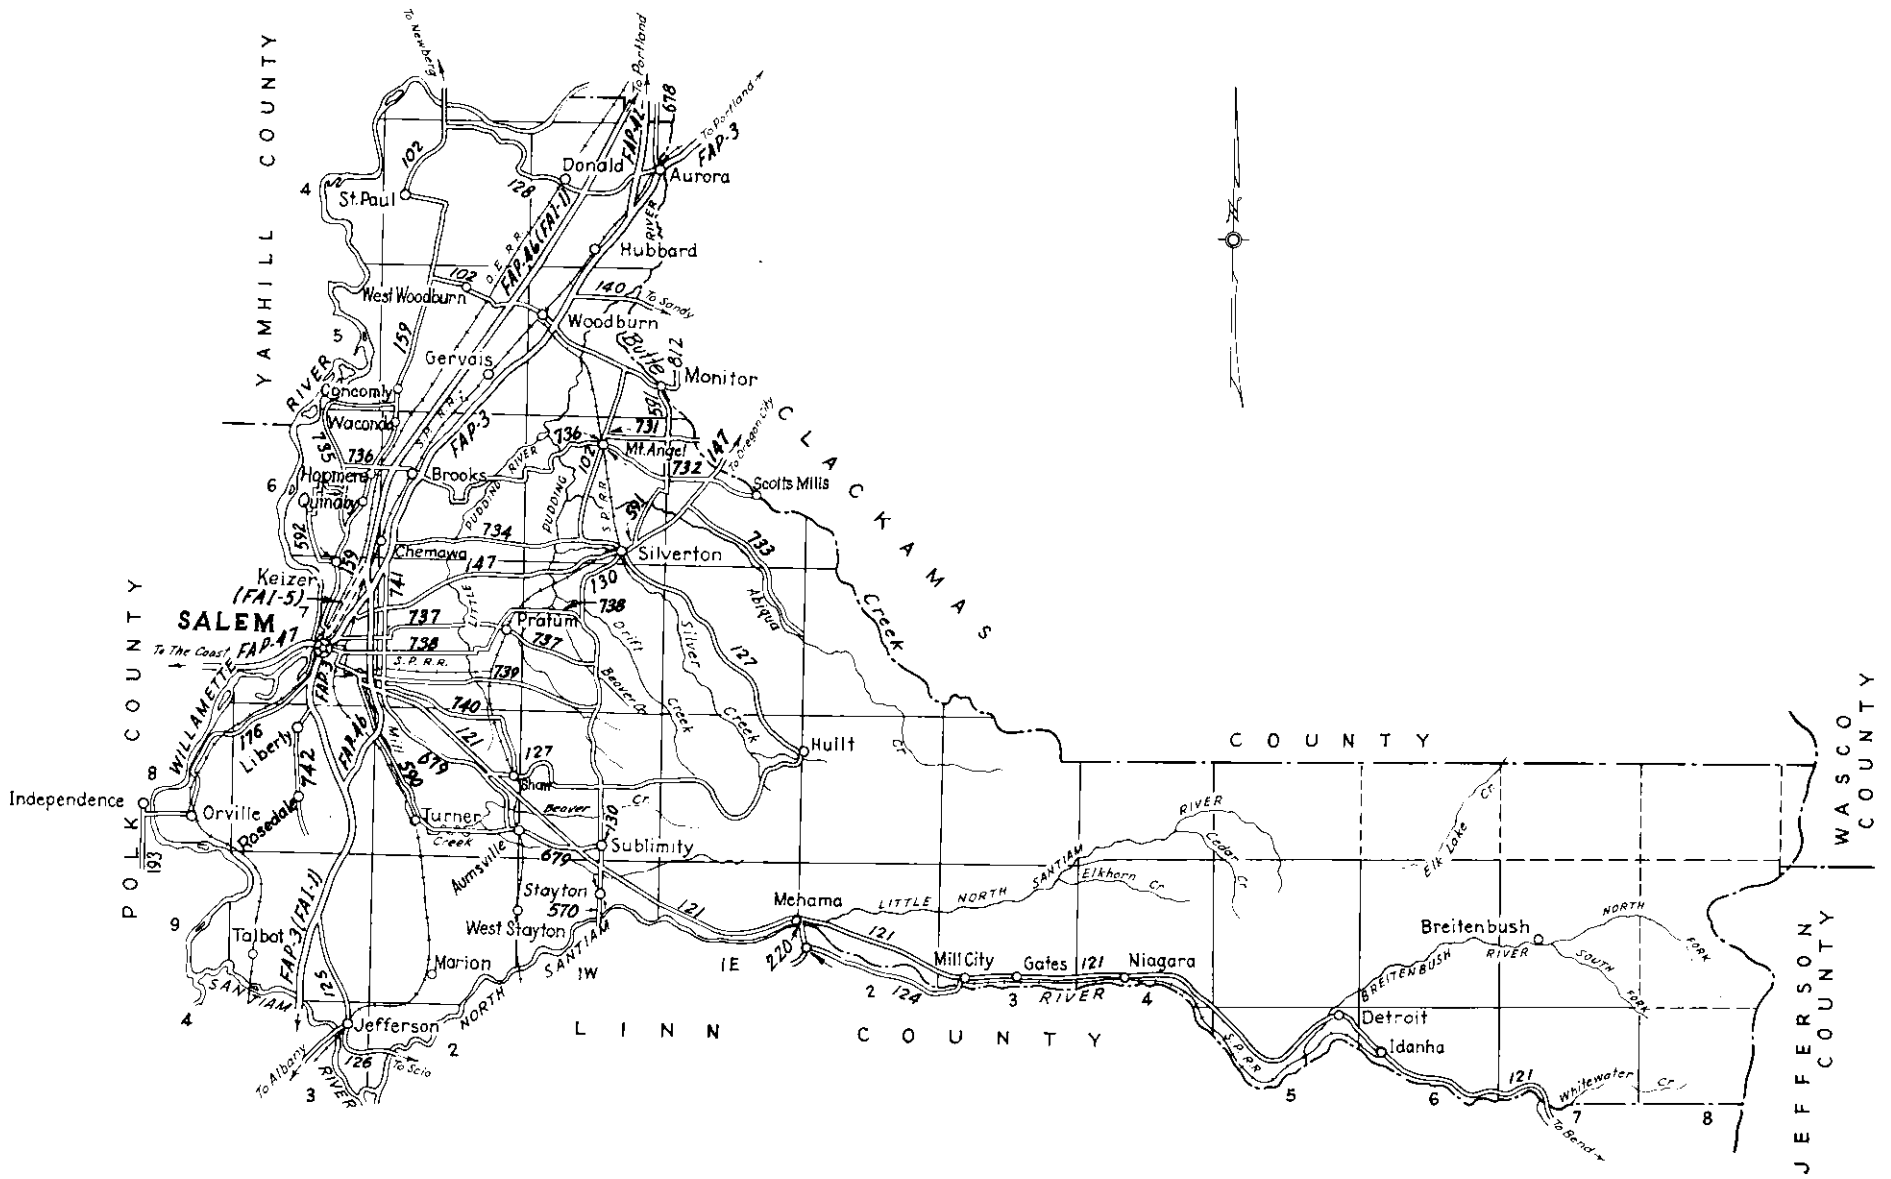 To Newberg
To Portland
678
To Portland
FAP-3
YAMHILL COUNTY
102
FAP-42
Donald
Aurora
4
St. Paul
128
FAP-46 (FAI-1)
O. E. R.R.
RIVER
Hubbard
102
West Woodburn
140
To Sandy
Woodburn
5
159
Gervais
Butte
812
Monitor
RIVER
Concomly
S.P. R.R.
FAP-3
591
Waconda
735
736
731
Mt. Angel
147
To Oregon City
CLACKAMAS
COUNTY
736
Hopmere
Brooks
RIVER
102
732
Scotts Mills
6
Quinaby
PUDDING
PUDDING
S.P.R.R.
591
592
159
Chemawa
734
Silverton
733
Keizer
(FAI-5)
741
147
LITTLE
130
738
Abiqua
Creek
SALEM
FAP-47
7
737
Pratum
Drift
Silver
To The Coast
738
737
127
POLK COUNTY
WILLAMETTE
FAP-3
S.P.R.R.
739
Beaver Cr.
Creek
Creek
740
176
Liberty
FAP-46
Mill
121
Cr.
742
679
127
Huilt
8
590
Shaw
Independence
Orville
Rosedale
Turner
Beaver
Cr.
RIVER
WASCO
COUNTY
Creek
130
193
Aumsville
679
Sublimity
SANTIAM
Cedar
Cr.
Elk Lake
Cr.
Elkhorn
Cr.
Stayton
570
9
FAP-3 (FAI-1)
West Stayton
121
Mehama
LITTLE NORTH
Breitenbush
NORTH
FORK
Talbot
SANTIAM
220
121
RIVER
SOUTH
FORK
Marion
1W
1E
Mill City
Gates
121
Niagara
BREITENBUSH
SANTIAM
125
2
124
3
RIVER
4
4
NORTH
Jefferson
LINN COUNTY
Detroit
JEFFERSON
COUNTY
To Albany
126
To Scio
2
S.P.R.R.
Idanha
RIVER
3
5
6
121
Whitewater
Cr.
7
8
To Bend
N